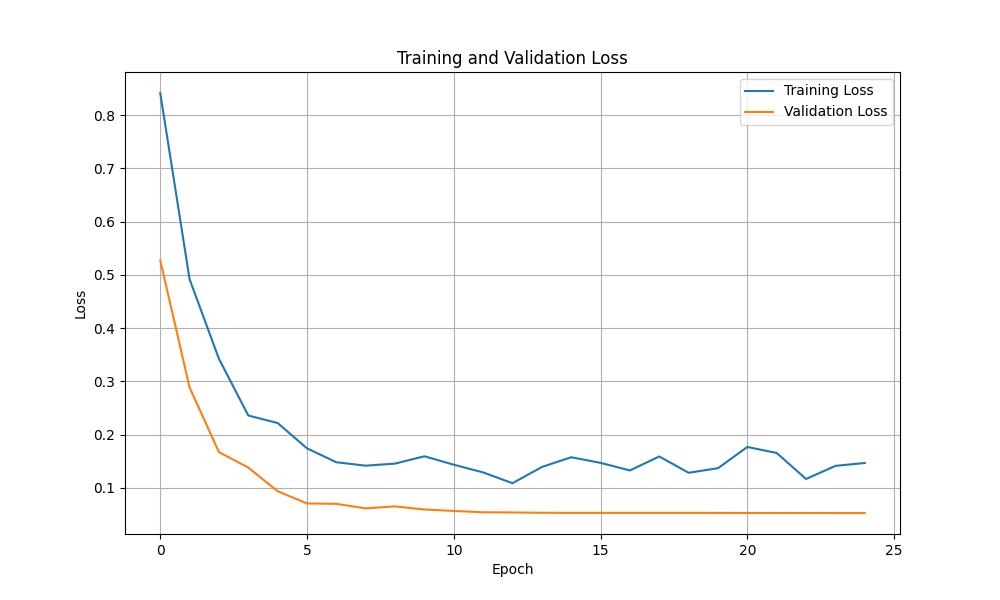 Training and Validation Loss
Training Loss
Validation Loss
Loss
0.8
0.7
0.6
0.5
0.4
0.3
0.2
0.1
0 5 10 15 20 25
Epoch